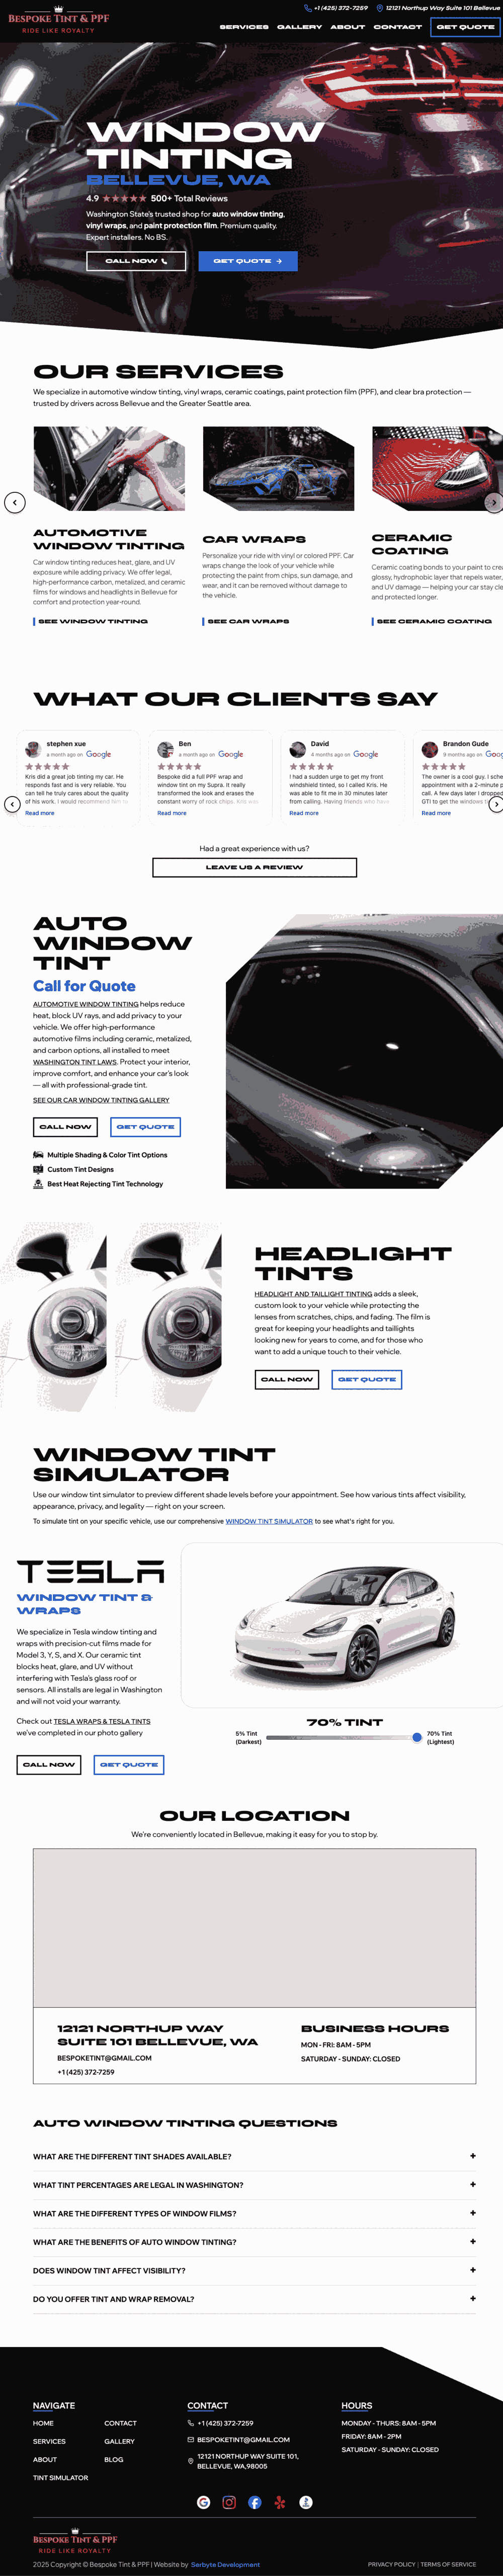 BESPOKE TINT & PPF
RIDE LIKE ROYALTY
+1 (425) 372-7259 12121 Northup Way Suite 101 Bellevue
SERVICES GALLERY ABOUT CONTACT GET QUOTE
WINDOW
TINTING
BELLEVUE, WA
4.9 ★★★★★ 500+ Total Reviews
Washington State's trusted shop for auto window tinting,
vinyl wraps, and paint protection film. Premium quality.
Expert installers. No BS.
CALL NOW GET QUOTE
OUR SERVICES
We specialize in automotive window tinting, vinyl wraps, ceramic coatings, paint protection film (PPF), and clear bra protection —
trusted by drivers across Bellevue and the Greater Seattle area.
AUTOMOTIVE
WINDOW TINTING
Car window tinting reduces heat, glare, and UV
exposure while adding privacy. We offer legal,
high-performance carbon, metalized, and ceramic
films for windows and headlights in Bellevue for
comfort and protection year-round.
SEE WINDOW TINTING
CAR WRAPS
Personalize your ride with vinyl or colored PPF. Car
wraps change the look of your vehicle while
protecting the paint from chips, sun damage, and
wear, and it can be removed without damage to
the vehicle.
SEE CAR WRAPS
CERAMIC
COATING
Ceramic coating bonds to your paint to
glossy, hydrophobic layer that repels water,
and UV damage — helping your car stay
and protected longer.
SEE CERAMIC COATING
WHAT OUR CLIENTS SAY
stephen xue
a month ago on Google
Kris did a great job tinting my car. He
responds fast and is very reliable. You
can tell he truly cares about the quality
of his work. I would recommend him to
Read more
Ben
a month ago on Google
Bespoke did a full PPF wrap and
window tint on my Supra. It really
transformed the look and erases the
constant worry of rock chips. Kris was
Read more
David
4 months ago on Google
I had a sudden urge to get my front
windshield tinted, so I called Kris. He
was able to fit me in 30 minutes later
from calling. Having friends who have
Read more
Brandon Gude
9 months ago on
The owner is a cool guy. I
appointment with a 2-minute
call. A few days later I
GTI to get the windows
Read more
Had a great experience with us?
LEAVE US A REVIEW
AUTO
WINDOW
TINT
Call for Quote
AUTOMOTIVE WINDOW TINTING helps reduce
heat, block UV rays, and add privacy to your
vehicle. We offer high-performance
automotive films including ceramic, metalized,
and carbon options, all installed to meet
WASHINGTON TINT LAWS. Protect your interior,
improve comfort, and enhance your car's look
— all with professional-grade tint.
SEE OUR CAR WINDOW TINTING GALLERY
CALL NOW GET QUOTE
Multiple Shading & Color Tint Options
Custom Tint Designs
Best Heat Rejecting Tint Technology
HEADLIGHT
TINTS
HEADLIGHT AND TAILLIGHT TINTING adds a sleek,
custom look to your vehicle while protecting the
lenses from scratches, chips, and fading. The film is
great for keeping your headlights and taillights
looking new for years to come, and for those who
want to add a unique touch to their vehicle.
CALL NOW GET QUOTE
WINDOW TINT
SIMULATOR
Use our window tint simulator to preview different shade levels before your appointment. See how various tints affect visibility,
appearance, privacy, and legality — right on your screen.
To simulate tint on your specific vehicle, use our comprehensive WINDOW TINT SIMULATOR to see what's right for you.
TESLA
WINDOW TINT &
WRAPS
We specialize in Tesla window tinting and
wraps with precision-cut films made for
Model 3, Y, S, and X. Our ceramic tint
blocks heat, glare, and UV without
interfering with Tesla's glass roof or
sensors. All installs are legal in Washington
and will not void your warranty.
Check out TESLA WRAPS & TESLA TINTS
we've completed in our photo gallery
CALL NOW GET QUOTE
70% TINT
5% Tint
(Darkest)
70% Tint
(Lightest)
OUR LOCATION
We're conveniently located in Bellevue, making it easy for you to stop by.
12121 NORTHUP WAY
SUITE 101 BELLEVUE, WA
BESPOKETINT@GMAIL.COM
+1 (425) 372-7259
BUSINESS HOURS
MON - FRI: 8AM - 5PM
SATURDAY - SUNDAY: CLOSED
AUTO WINDOW TINTING QUESTIONS
WHAT ARE THE DIFFERENT TINT SHADES AVAILABLE? +
WHAT TINT PERCENTAGES ARE LEGAL IN WASHINGTON? +
WHAT ARE THE DIFFERENT TYPES OF WINDOW FILMS? +
WHAT ARE THE BENEFITS OF AUTO WINDOW TINTING? +
DOES WINDOW TINT AFFECT VISIBILITY? +
DO YOU OFFER TINT AND WRAP REMOVAL? +
NAVIGATE
HOME CONTACT
SERVICES GALLERY
ABOUT BLOG
TINT SIMULATOR
CONTACT
+1 (425) 372-7259
BESPOKETINT@GMAIL.COM
12121 NORTHUP WAY SUITE 101,
BELLEVUE, WA,98005
HOURS
MONDAY - THURS: 8AM - 5PM
FRIDAY: 8AM - 2PM
SATURDAY - SUNDAY: CLOSED
BESPOKE TINT & PPF
RIDE LIKE ROYALTY
2025 Copyright © Bespoke Tint & PPF | Website by Serbyte Development
PRIVACY POLICY | TERMS OF SERVICE